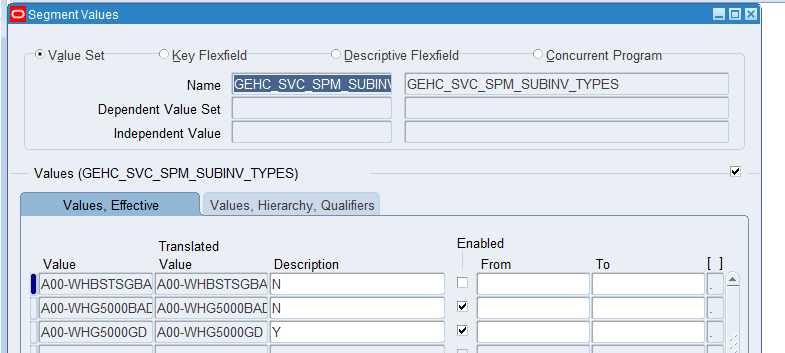 Segment Values
Value Set Key Flexfield Descriptive Flexfield Concurrent Program
Name GEHC_SVC_SPM_SUBINV GEHC_SVC_SPM_SUBINV_TYPES
Dependent Value Set
Independent Value
Values (GEHC_SVC_SPM_SUBINV_TYPES)
Values, Effective Values, Hierarchy, Qualifiers
Translated Enabled
Value Value Description From To [ ]
A00-WHBSTSGBA A00-WHBSTSGBA N .
A00-WHG5000BAD A00-WHG5000BAD N .
A00-WHG5000GD A00-WHG5000GD Y .